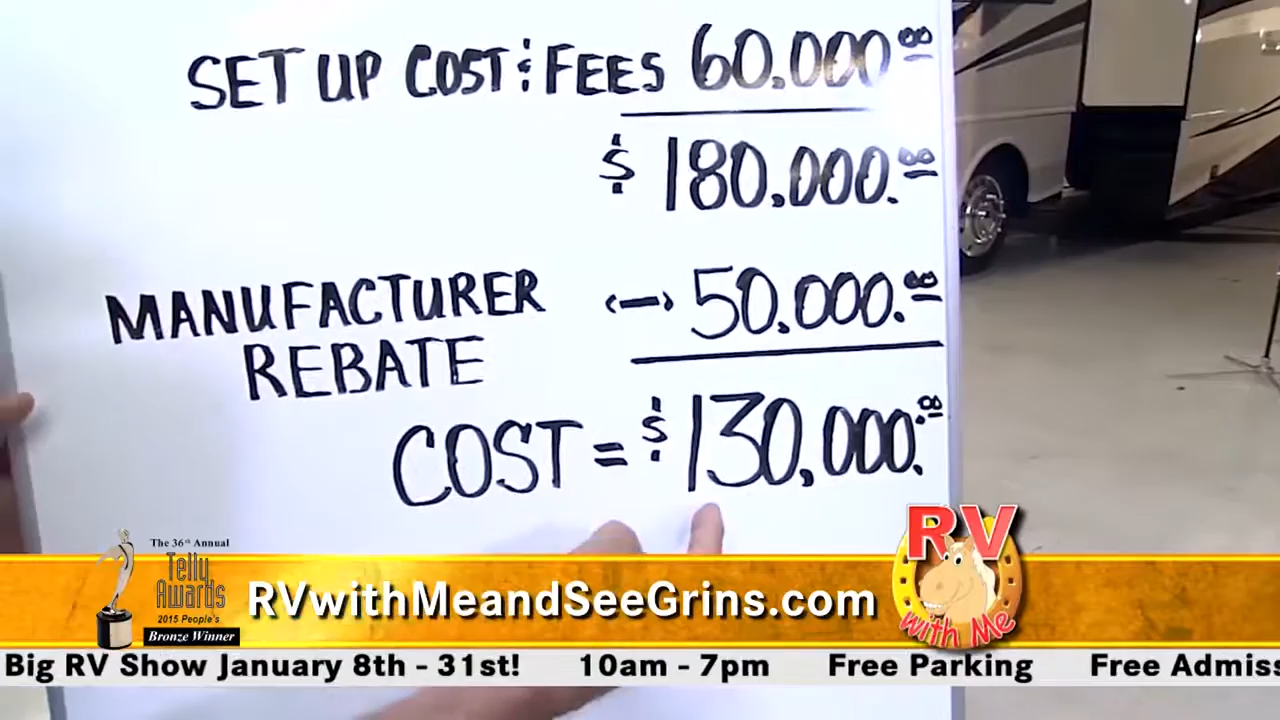 SET UP COST & FEES 60,000.00
$ 180,000.00
MANUFACTURER <-> 50,000.00
REBATE
COST = $130,000.00
The 36th Annual
Telly
Awards
2015 People's
Bronze Winner
RVwithMeandSeeGrins.com
RV
with Me
Big RV Show January 8th - 31st! 10am - 7pm Free Parking Free Admiss